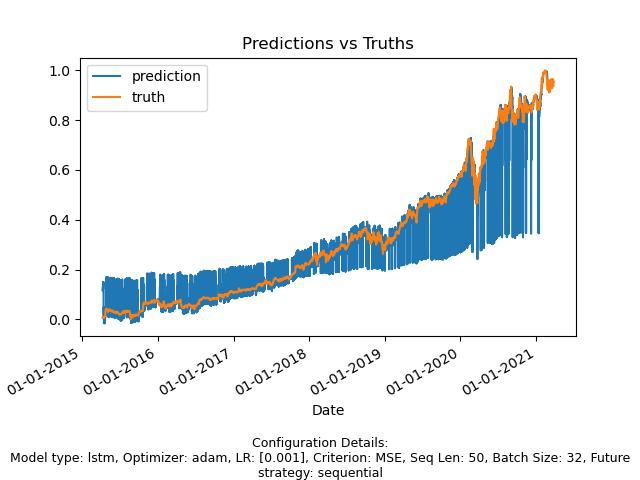 Predictions vs Truths
prediction
truth
1.0
0.8
0.6
0.4
0.2
0.0
01-01-2015
01-01-2016
01-01-2017
01-01-2018
01-01-2019
01-01-2020
01-01-2021
Date
Configuration Details:
Model type: lstm, Optimizer: adam, LR: [0.001], Criterion: MSE, Seq Len: 50, Batch Size: 32, Future
strategy: sequential